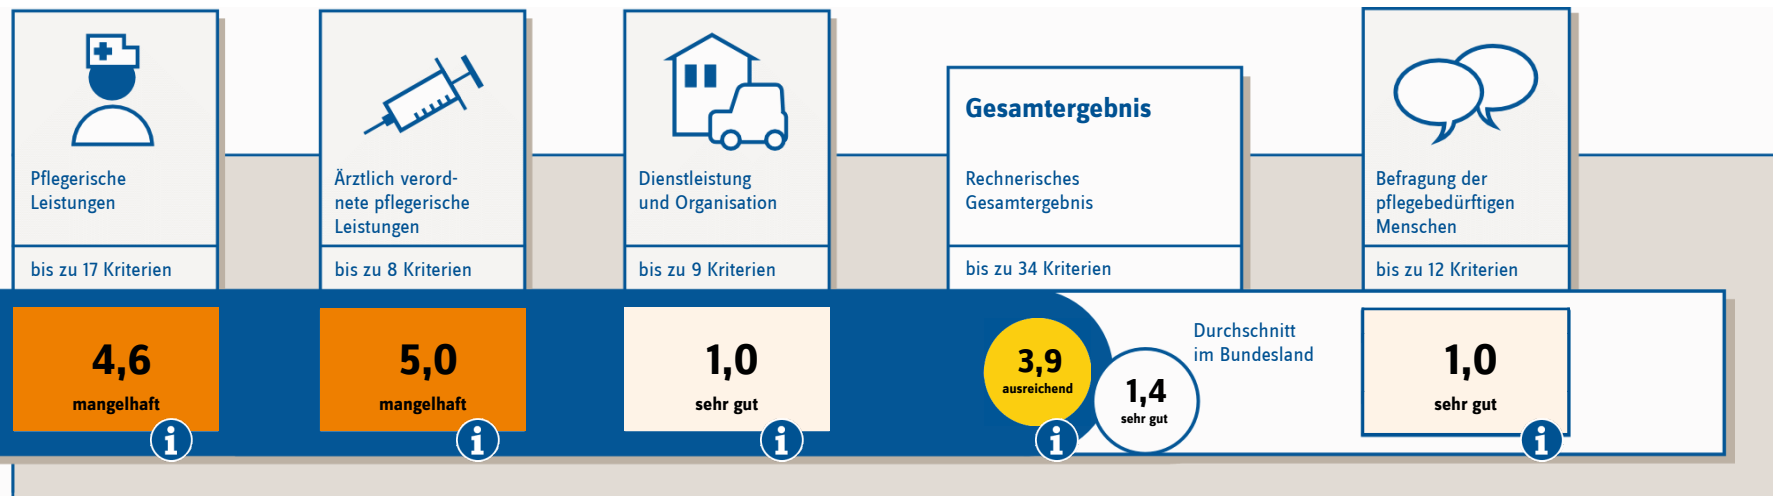 Pflegerische
Leistungen
bis zu 17 Kriterien
4,6
mangelhaft
i
Ärztlich verord-
nete pflegerische
Leistungen
bis zu 8 Kriterien
5,0
mangelhaft
i
Dienstleistung
und Organisation
bis zu 9 Kriterien
1,0
sehr gut
i
Gesamtergebnis
Rechnerisches
Gesamtergebnis
bis zu 34 Kriterien
3,9
ausreichend
i
1,4
sehr gut
Durchschnitt
im Bundesland
Befragung der
pflegebedürftigen
Menschen
bis zu 12 Kriterien
1,0
sehr gut
i